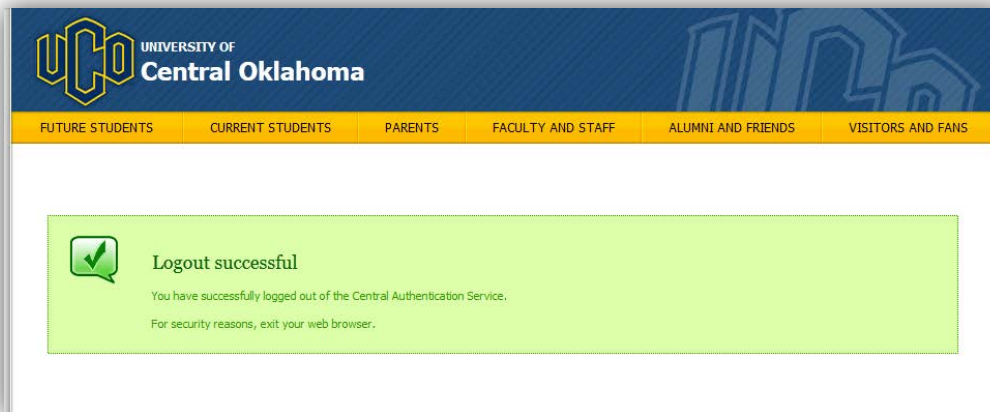 UCO
UNIVERSITY OF
Central Oklahoma
UCO
FUTURE STUDENTS CURRENT STUDENTS PARENTS FACULTY AND STAFF ALUMNI AND FRIENDS VISITORS AND FANS
Logout successful
You have successfully logged out of the Central Authentication Service.
For security reasons, exit your web browser.